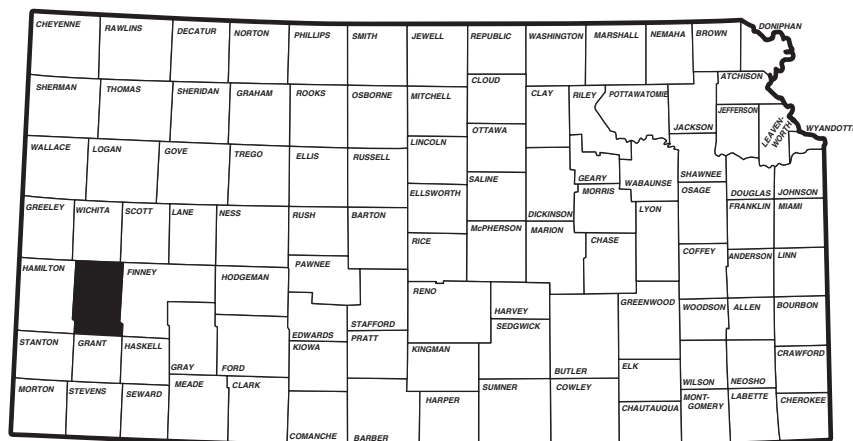 CHEYENNE
RAWLINS
DECATUR
NORTON
PHILLIPS
SMITH
JEWELL
REPUBLIC
WASHINGTON
MARSHALL
NEMAHA
BROWN
DONIPHAN
SHERMAN
THOMAS
SHERIDAN
GRAHAM
ROOKS
OSBORNE
MITCHELL
CLOUD
CLAY
RILEY
POTTAWATOMIE
JACKSON
ATCHISON
JEFFERSON
LEAVEN-
WORTH
WYANDOTT
WALLACE
LOGAN
GOVE
TREGO
ELLIS
RUSSELL
LINCOLN
OTTAWA
SALINE
DICKINSON
GEARY
MORRIS
WABAUNSE
SHAWNEE
OSAGE
DOUGLAS
JOHNSON
GREELEY
WICHITA
SCOTT
LANE
NESS
RUSH
BARTON
ELLSWORTH
RICE
McPHERSON
MARION
CHASE
LYON
COFFEY
FRANKLIN
MIAMI
ANDERSON
LINN
HAMILTON
FINNEY
HODGEMAN
PAWNEE
EDWARDS
STAFFORD
RENO
HARVEY
SEDGWICK
BUTLER
GREENWOOD
WOODSON
ALLEN
BOURBON
STANTON
GRANT
HASKELL
GRAY
FORD
KIOWA
PRATT
KINGMAN
ELK
WILSON
NEOSHO
CRAWFORD
MORTON
STEVENS
SEWARD
MEADE
CLARK
COMANCHE
BARBER
HARPER
SUMNER
COWLEY
CHAUTAUQUA
MONT-
GOMERY
LABETTE
CHEROKEE